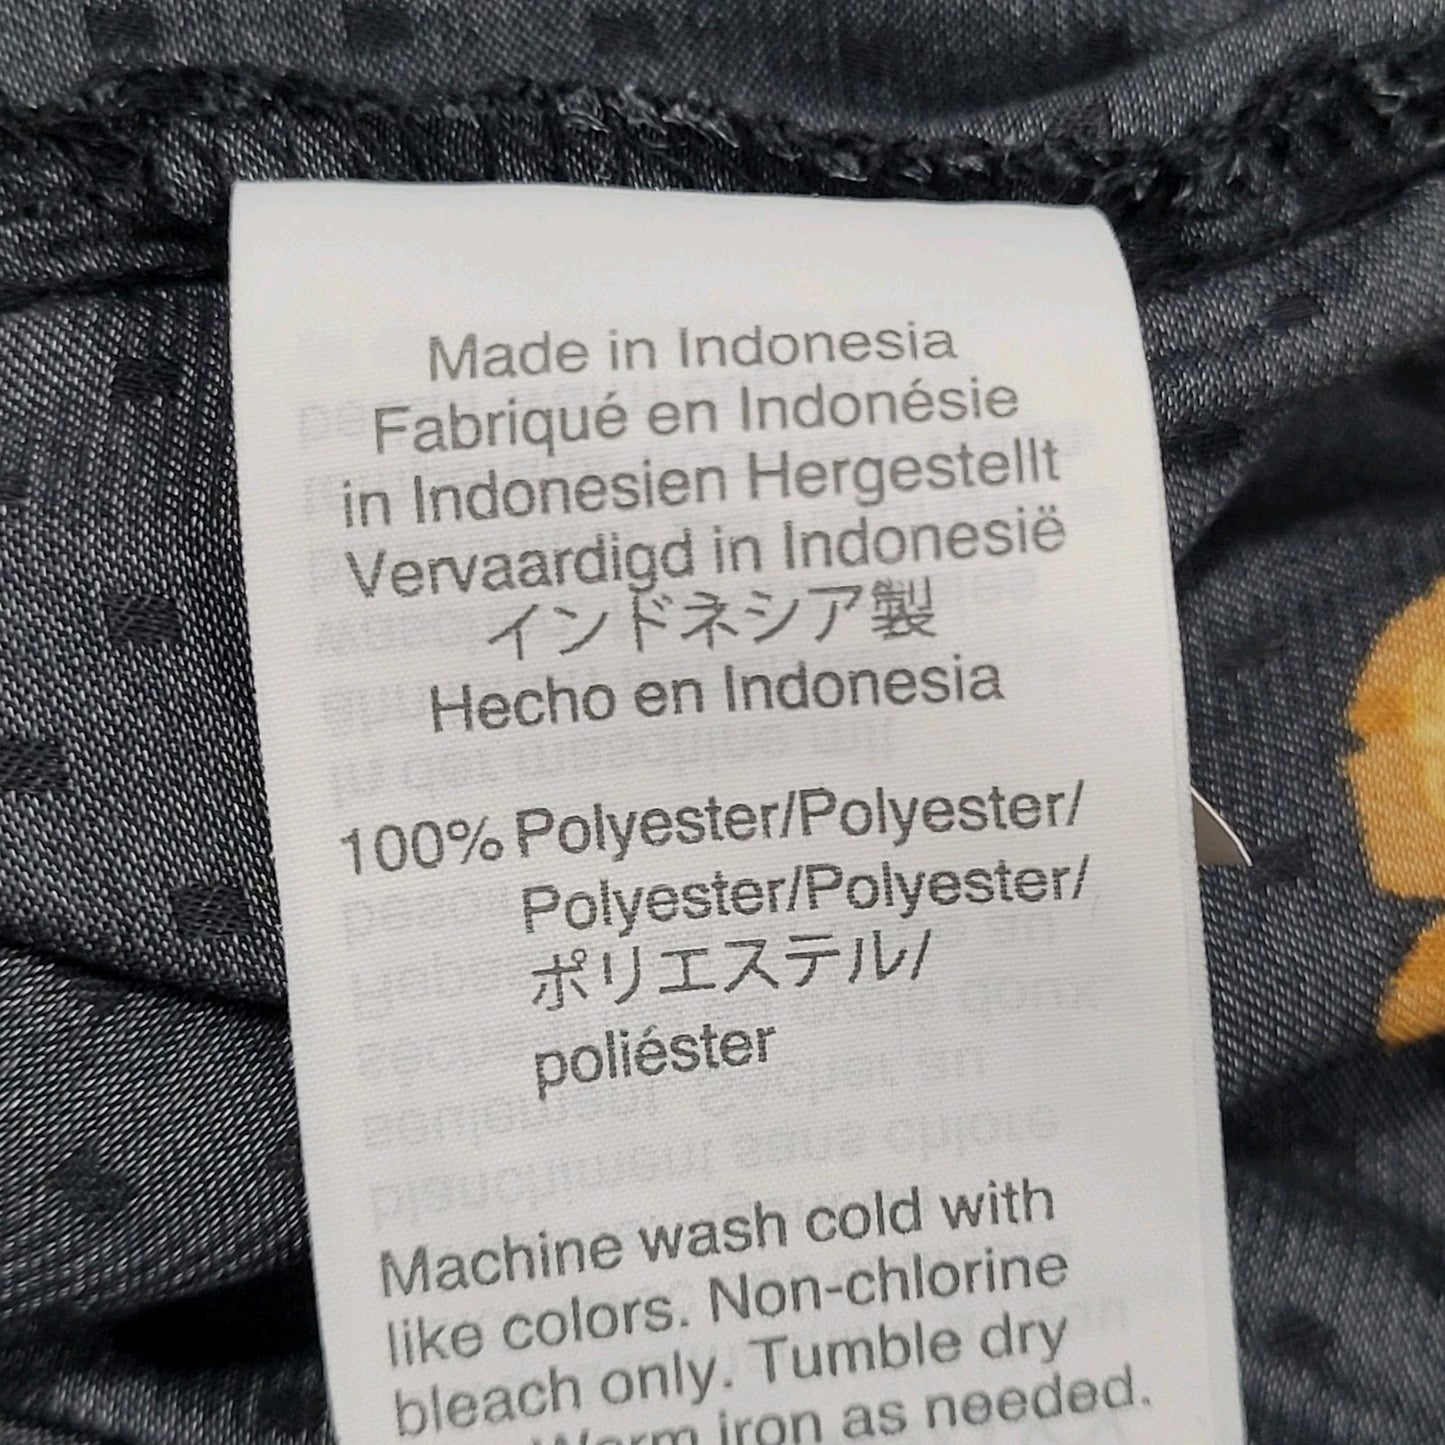 Made in Indonesia
Fabriqué en Indonésie
in Indonesien Hergestellt
Vervaardigd in Indonesië
インドネシア製
Hecho en Indonesia
100% Polyester/Polyester/
Polyester/Polyester/
ポリエステル/
poliéster
Machine wash cold with
like colors. Non-chlorine
bleach only. Tumble dry
Warm iron as needed.